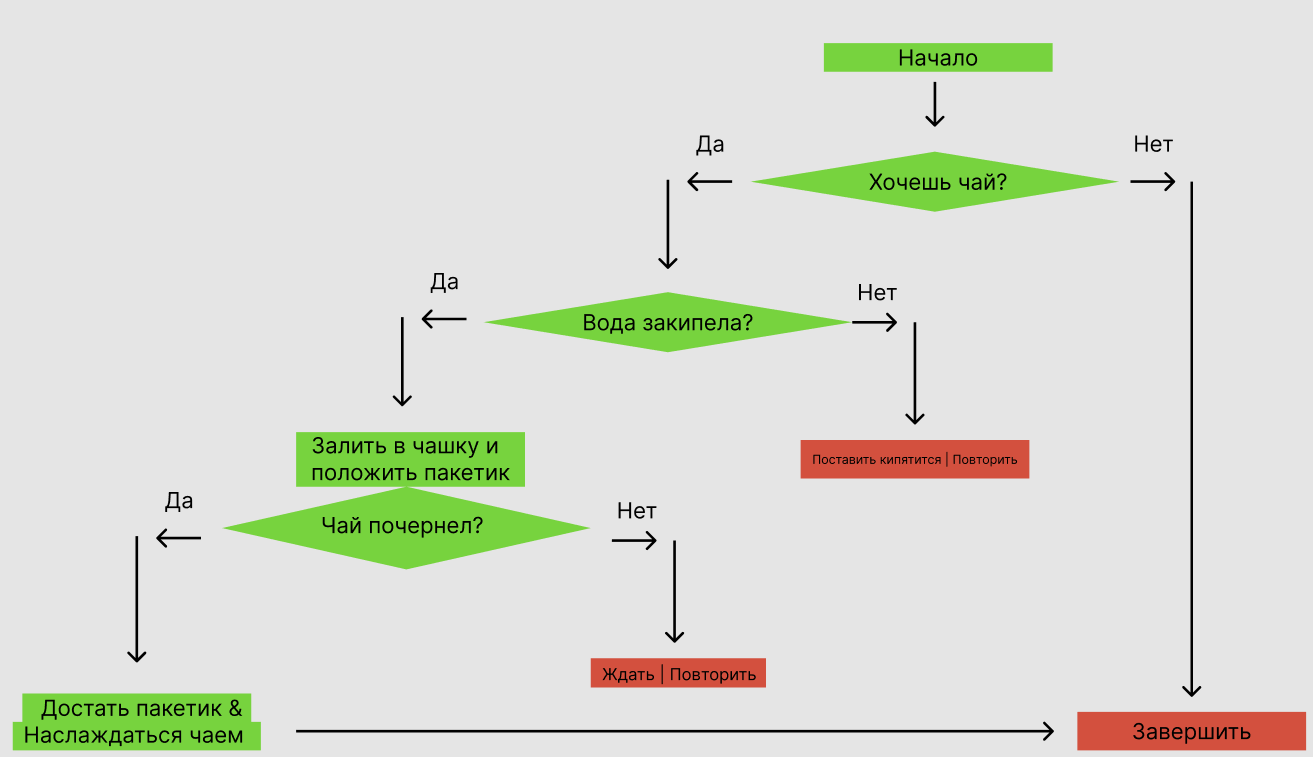 Начало
Да
Нет
Хочешь чай?
Да
Нет
Вода закипела?
Залить в чашку и
положить пакетик
Поставить кипятится | Повторить
Да
Нет
Чай почернел?
Ждать | Повторить
Достать пакетик &
Наслаждаться чаем
Завершить